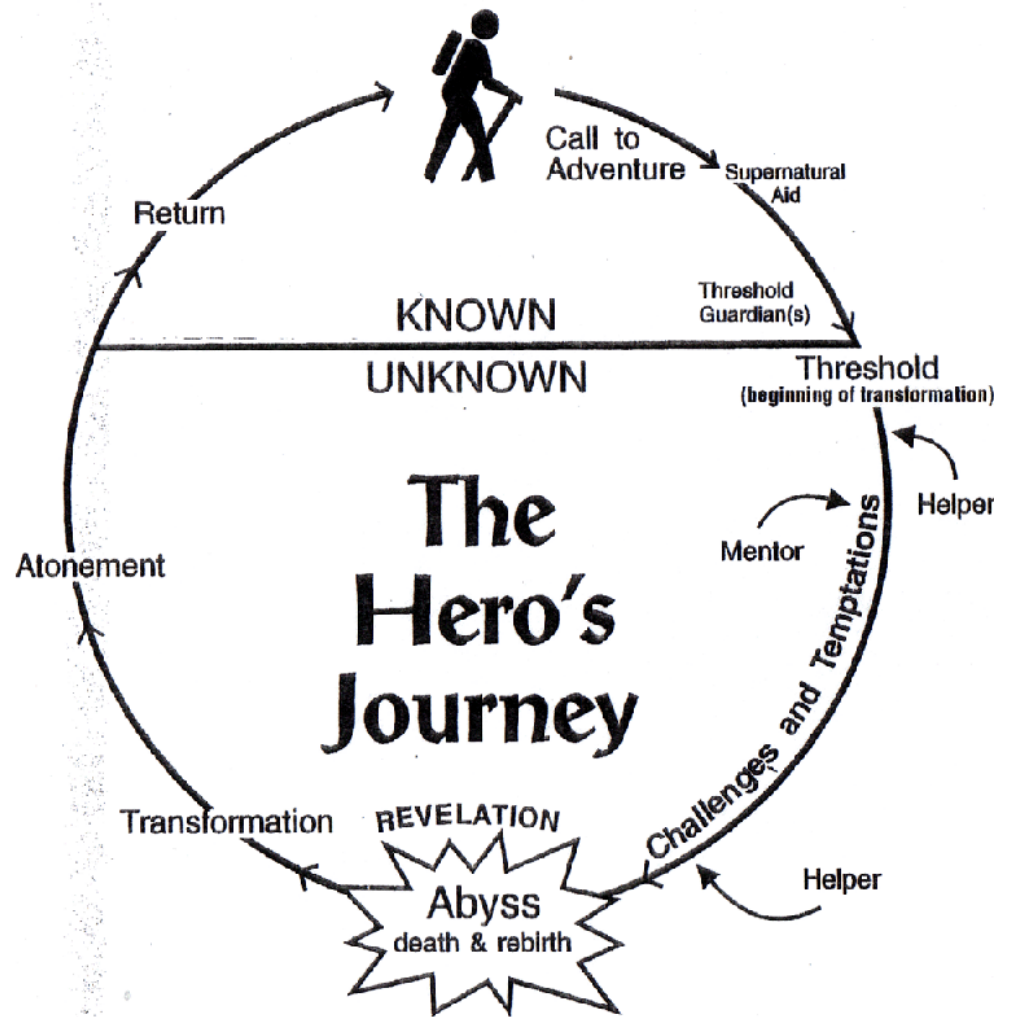 Call to
Adventure
Supernatural
Aid
Return
Threshold
Guardian(s)
KNOWN
UNKNOWN
Threshold
(beginning of transformation)
Helper
Mentor
The
Hero's
Journey
Challenges and Temptations
Atonement
Transformation
REVELATION
Abyss
death & rebirth
Helper